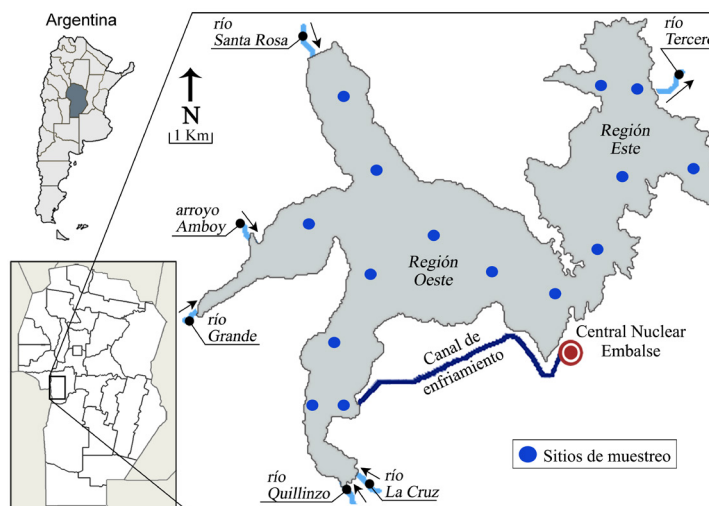 Argentina
río
Santa Rosa
N
1 Km
río
Tercero
Región
Este
arroyo
Amboy
Región
Oeste
río
Grande
Canal de
enfriamiento
Central Nuclear
Embalse
Sitios de muestreo
río
Quillinzo
río
La Cruz